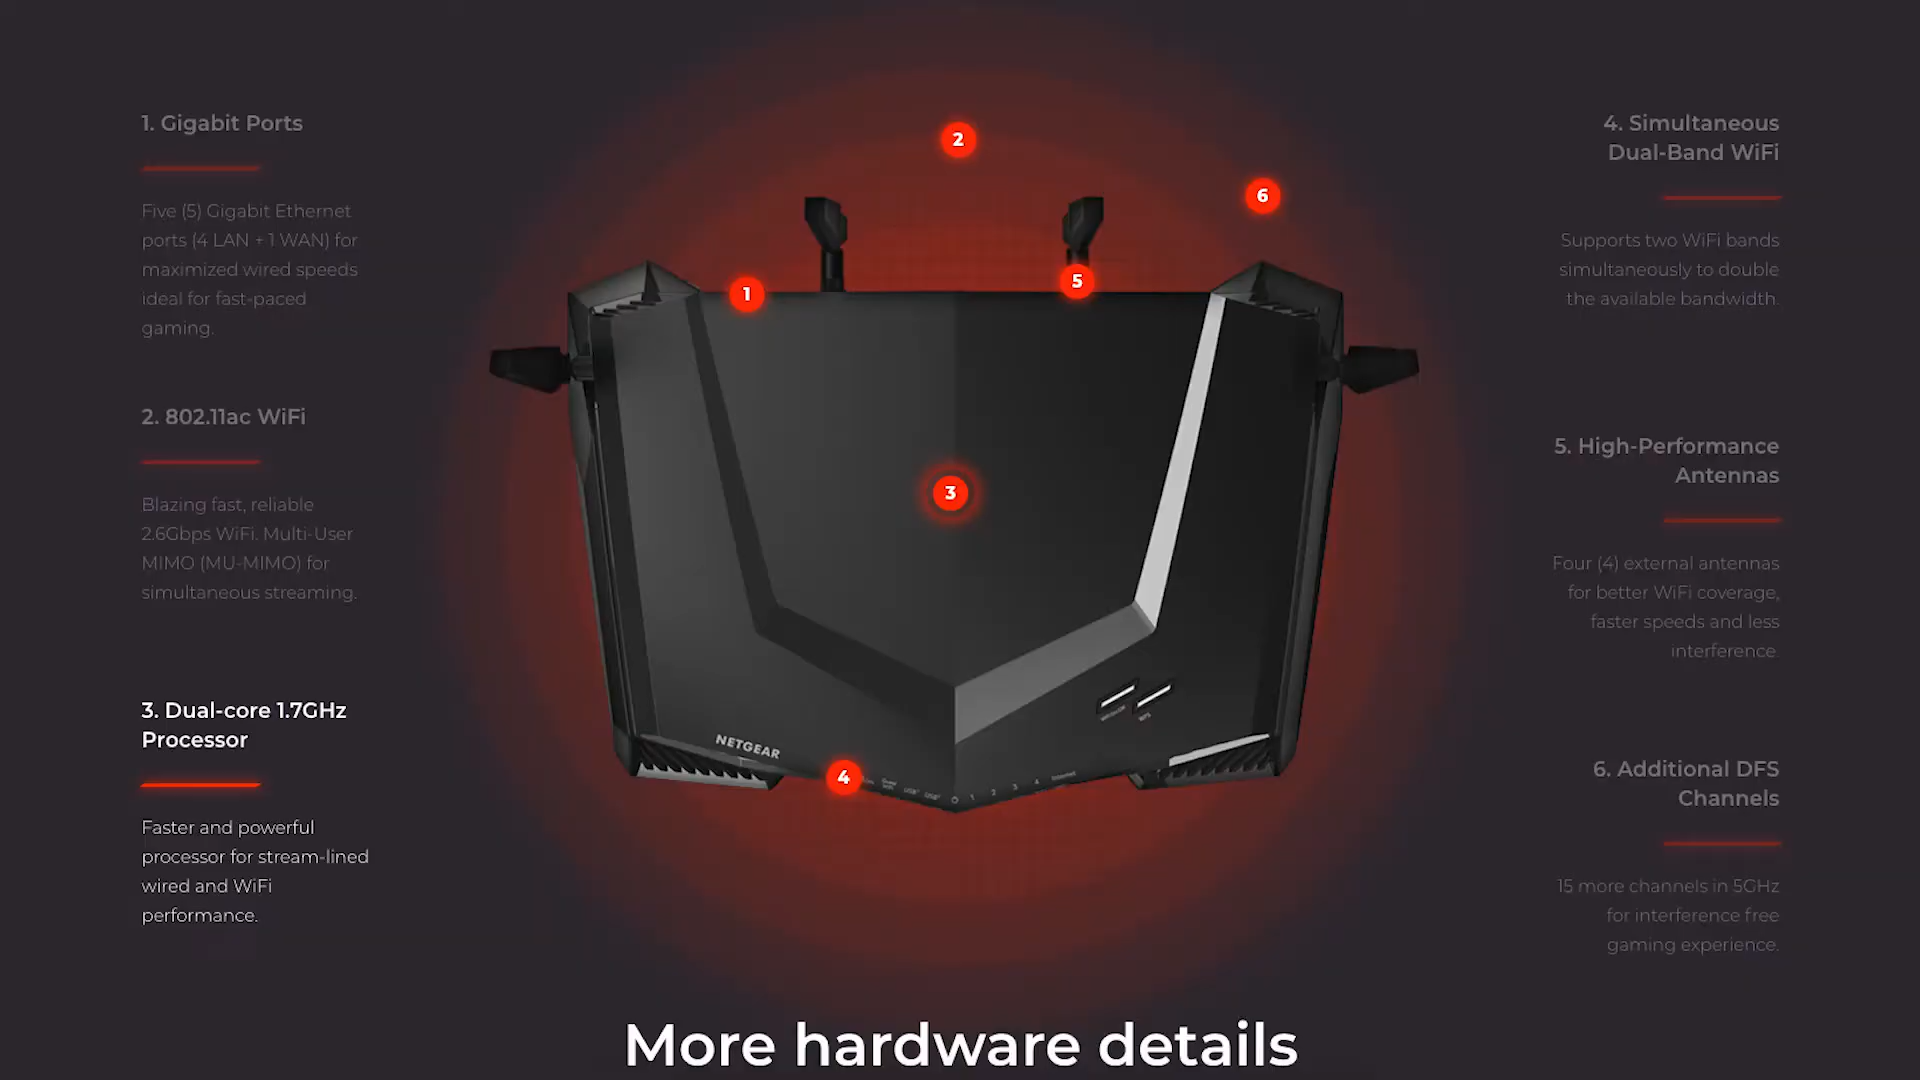 1. Gigabit Ports
Five (5) Gigabit Ethernet
ports (4 LAN + 1 WAN) for
maximized wired speeds
ideal for fast-paced
gaming.
2. 802.11ac WiFi
Blazing fast, reliable
2.6Gbps WiFi. Multi-User
MIMO (MU-MIMO) for
simultaneous streaming.
3. Dual-core 1.7GHz
Processor
Faster and powerful
processor for stream-lined
wired and WiFi
performance.
2
6
1
5
3
NETGEAR
4
1 2 3 4
4. Simultaneous
Dual-Band WiFi
Supports two WiFi bands
simultaneously to double
the available bandwidth.
5. High-Performance
Antennas
Four (4) external antennas
for better WiFi coverage,
faster speeds and less
interference.
6. Additional DFS
Channels
15 more channels in 5GHz
for interference free
gaming experience.
More hardware details